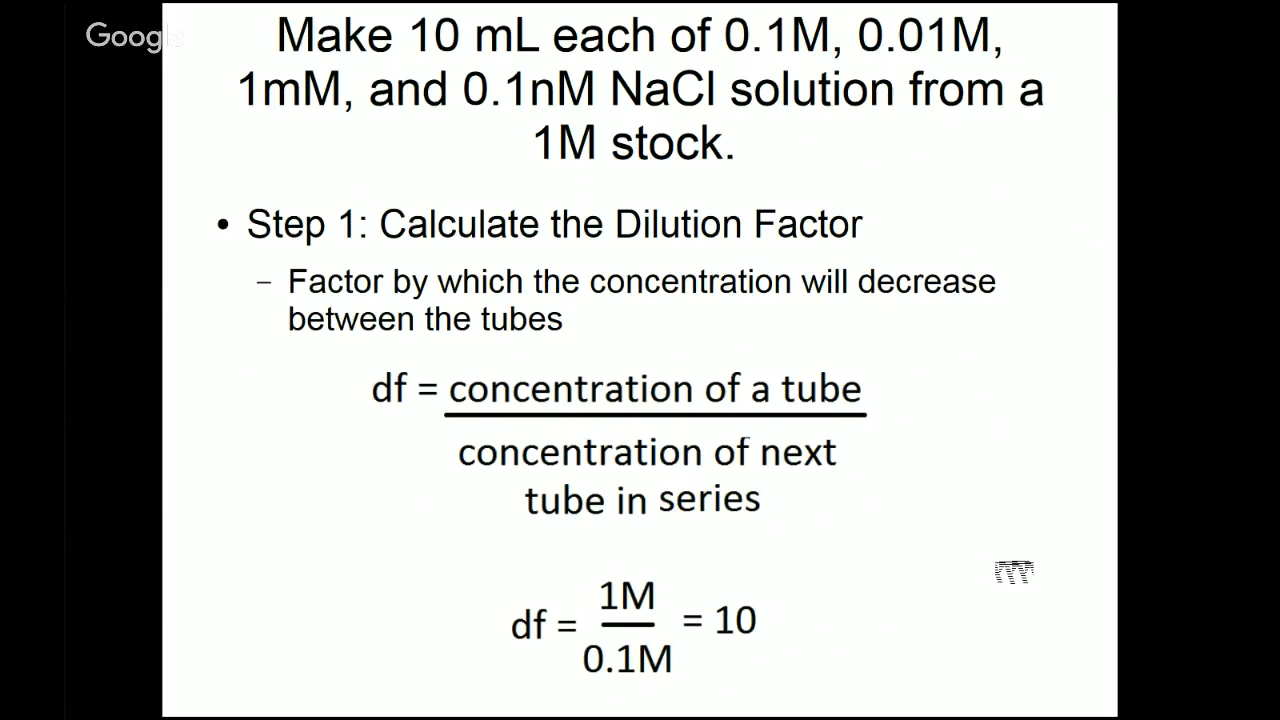 Google
Make 10 mL each of 0.1M, 0.01M,
1mM, and 0.1nM NaCl solution from a
1M stock.
• Step 1: Calculate the Dilution Factor
– Factor by which the concentration will decrease
between the tubes
df = concentration of a tube
concentration of next
tube in series
df = 1M / 0.1M = 10